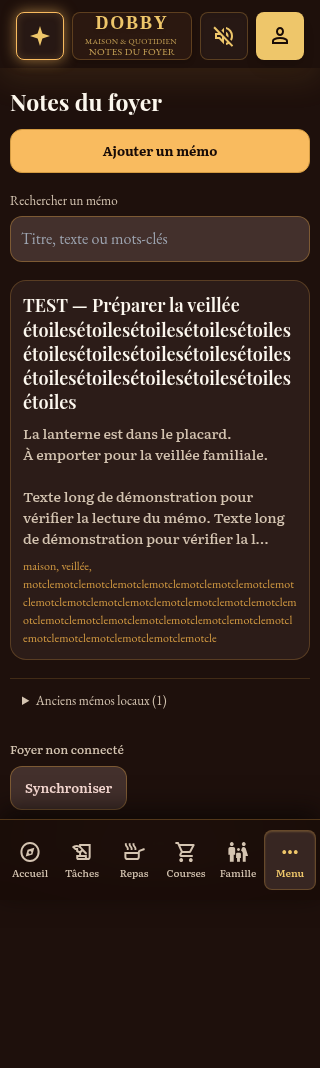 DOBBY
MAISON & QUOTIDIEN
NOTES DU FOYER
Notes du foyer
Ajouter un mémo
Rechercher un mémo
Titre, texte ou mots-clés
TEST — Préparer la veillée
étoilesétoilesétoilesétoilesétoiles
étoilesétoilesétoilesétoilesétoiles
étoilesétoilesétoilesétoilesétoiles
étoiles
La lanterne est dans le placard.
À emporter pour la veillée familiale.
Texte long de démonstration pour
vérifier la lecture du mémo. Texte long
de démonstration pour vérifier la l...
maison, veillée,
motclemotclemotclemotclemotclemotclemotclemotclemot
clemotclemotclemotclemotclemotclemotclemotclemotclem
otclemotclemotclemotclemotclemotclemotclemotclemotcl
emotclemotclemotclemotclemotclemotcle
Anciens mémos locaux (1)
Foyer non connecté
Synchroniser
Accueil Tâches Repas Courses Famille Menu